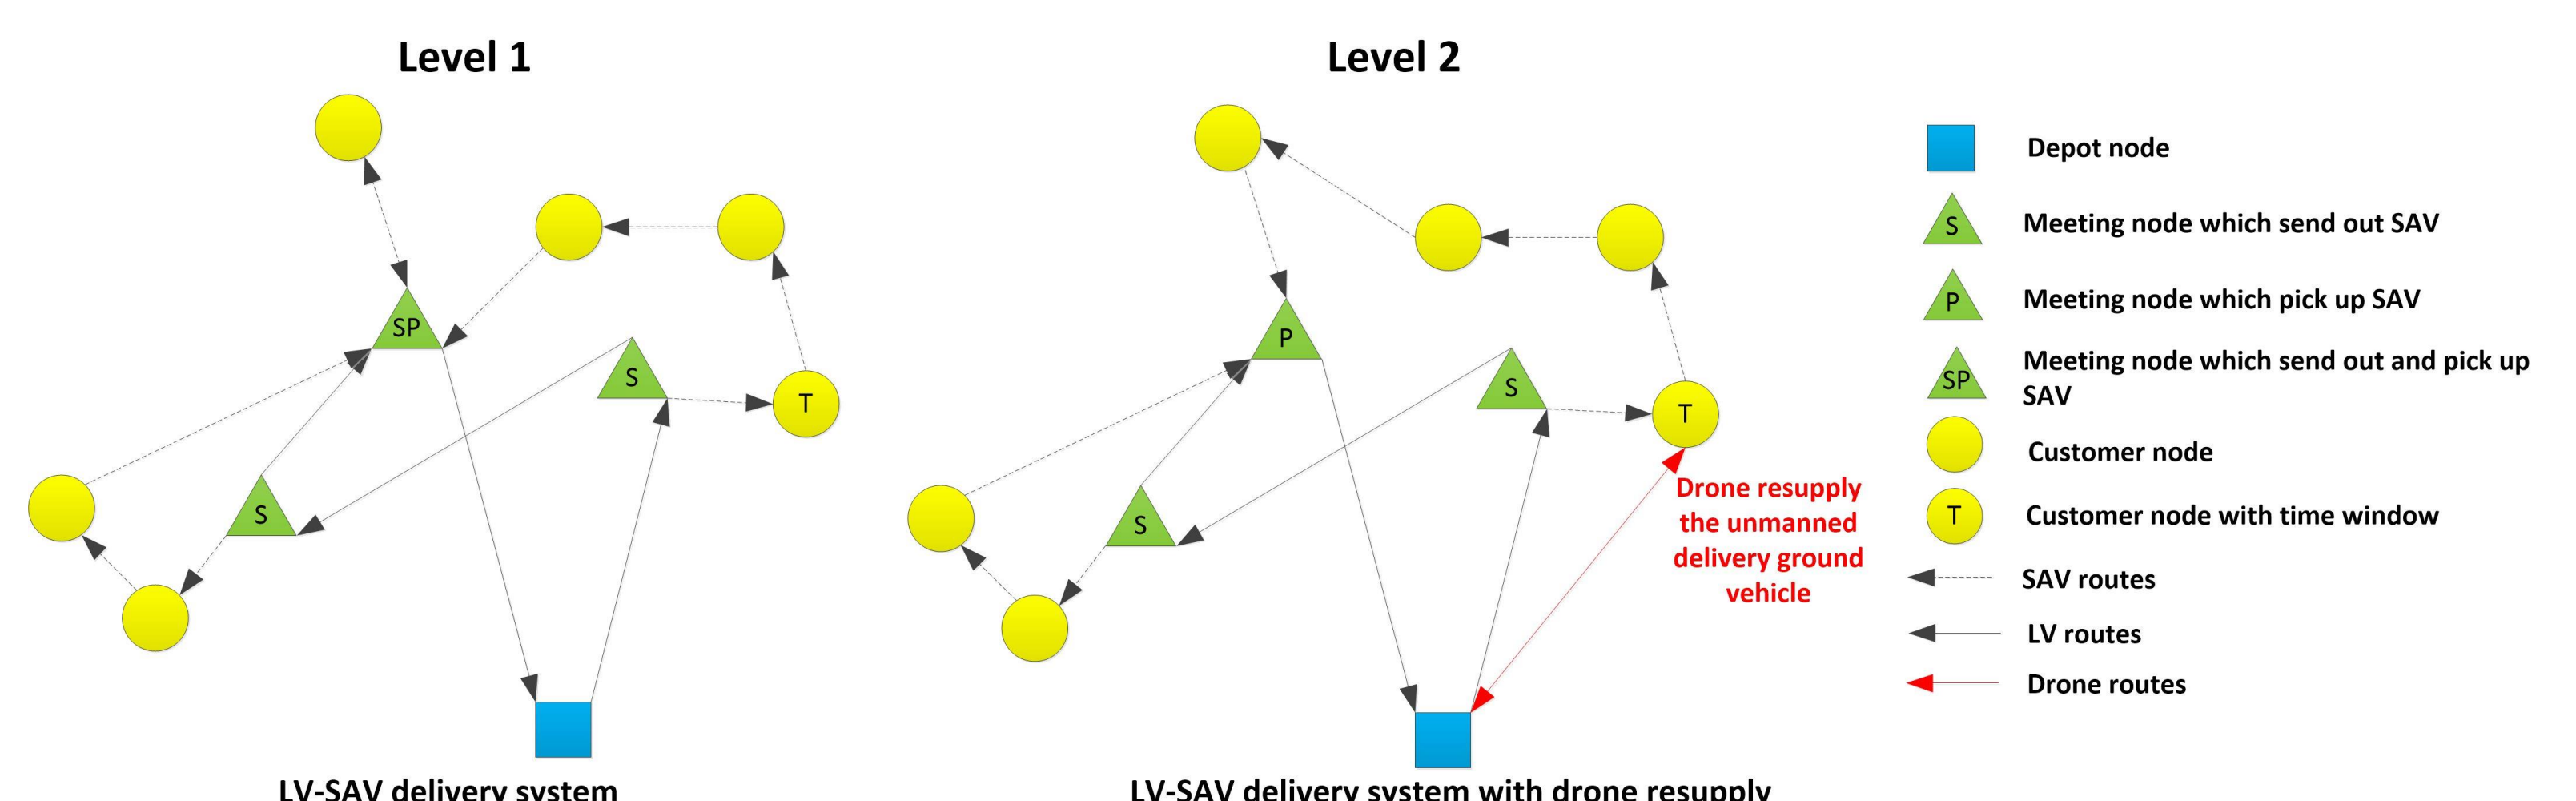 Level 1
SP
S
T
S
LV-SAV delivery system
Level 2
P
S
T
S
Drone resupply
the unmanned
delivery ground
vehicle
LV-SAV delivery system with drone resupply
Depot node
S
Meeting node which send out SAV
P
Meeting node which pick up SAV
SP
Meeting node which send out and pick up
SAV
Customer node
T
Customer node with time window
SAV routes
LV routes
Drone routes